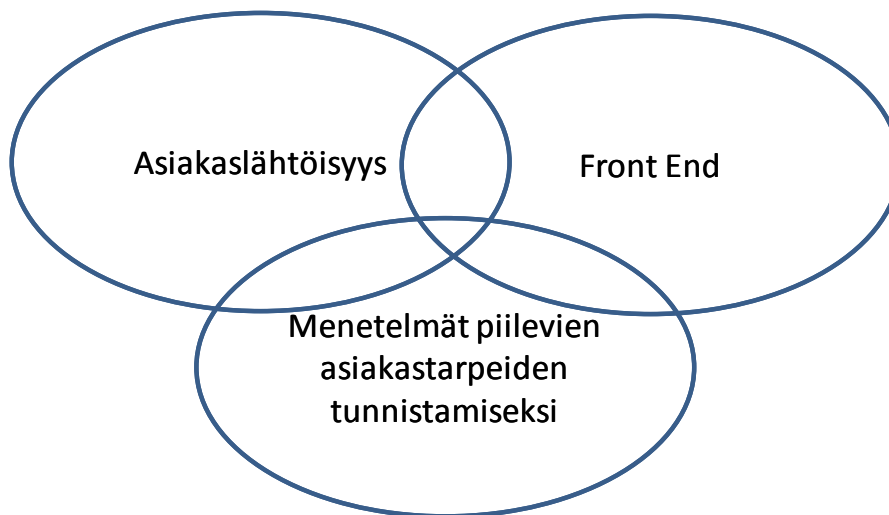 Asiakaslähtöisyys
Front End
Menetelmät piilevien
asiakastarpeiden
tunnistamiseksi